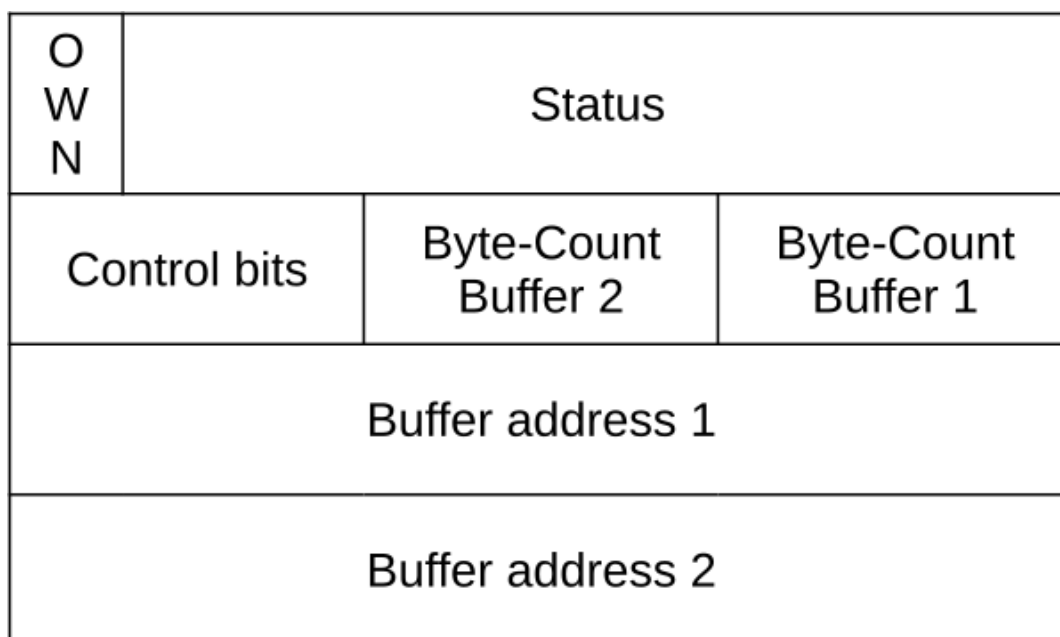 O
W
N
Status
Control bits
Byte-Count
Buffer 2
Byte-Count
Buffer 1
Buffer address 1
Buffer address 2